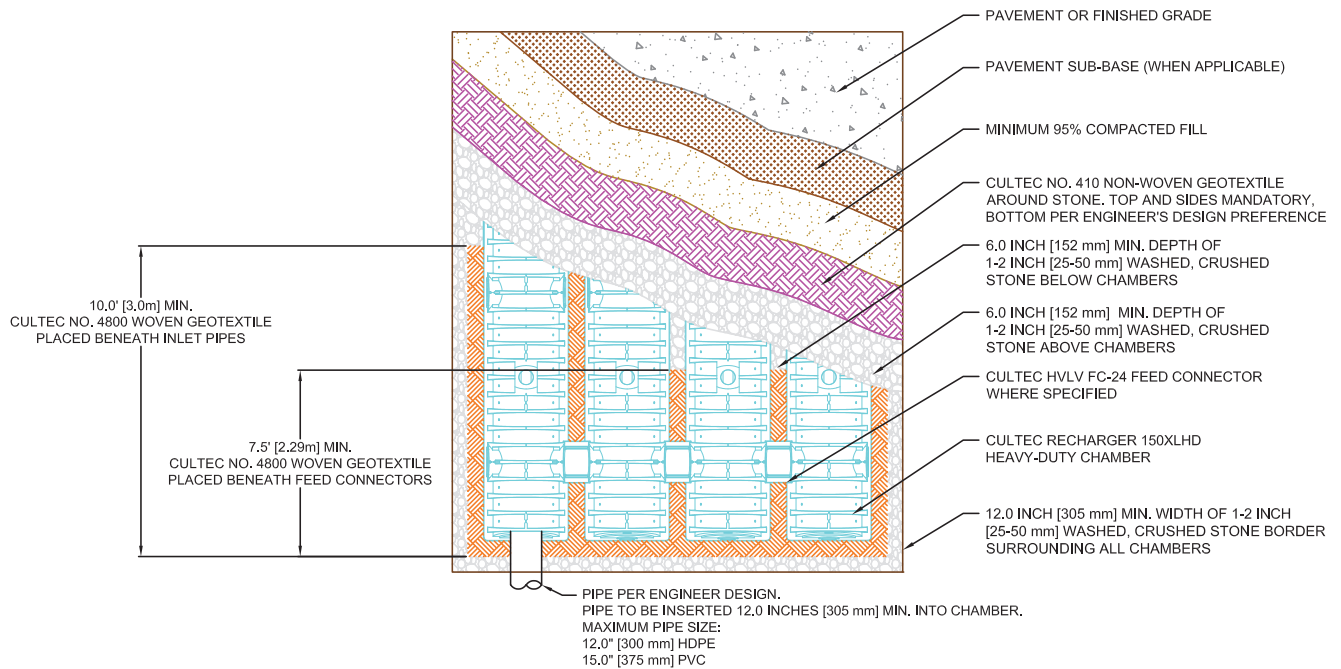 PAVEMENT OR FINISHED GRADE
PAVEMENT SUB-BASE (WHEN APPLICABLE)
MINIMUM 95% COMPACTED FILL
CULTEC NO. 410 NON-WOVEN GEOTEXTILE
AROUND STONE. TOP AND SIDES MANDATORY,
BOTTOM PER ENGINEER'S DESIGN PREFERENCE
6.0 INCH [152 mm] MIN. DEPTH OF
1-2 INCH [25-50 mm] WASHED, CRUSHED
STONE BELOW CHAMBERS
6.0 INCH [152 mm] MIN. DEPTH OF
1-2 INCH [25-50 mm] WASHED, CRUSHED
STONE ABOVE CHAMBERS
CULTEC HVLV FC-24 FEED CONNECTOR
WHERE SPECIFIED
CULTEC RECHARGER 150XLHD
HEAVY-DUTY CHAMBER
12.0 INCH [305 mm] MIN. WIDTH OF 1-2 INCH
[25-50 mm] WASHED, CRUSHED STONE BORDER
SURROUNDING ALL CHAMBERS
10.0' [3.0m] MIN.
CULTEC NO. 4800 WOVEN GEOTEXTILE
PLACED BENEATH INLET PIPES
7.5' [2.29m] MIN.
CULTEC NO. 4800 WOVEN GEOTEXTILE
PLACED BENEATH FEED CONNECTORS
PIPE PER ENGINEER DESIGN.
PIPE TO BE INSERTED 12.0 INCHES [305 mm] MIN. INTO CHAMBER.
MAXIMUM PIPE SIZE:
12.0" [300 mm] HDPE
15.0" [375 mm] PVC